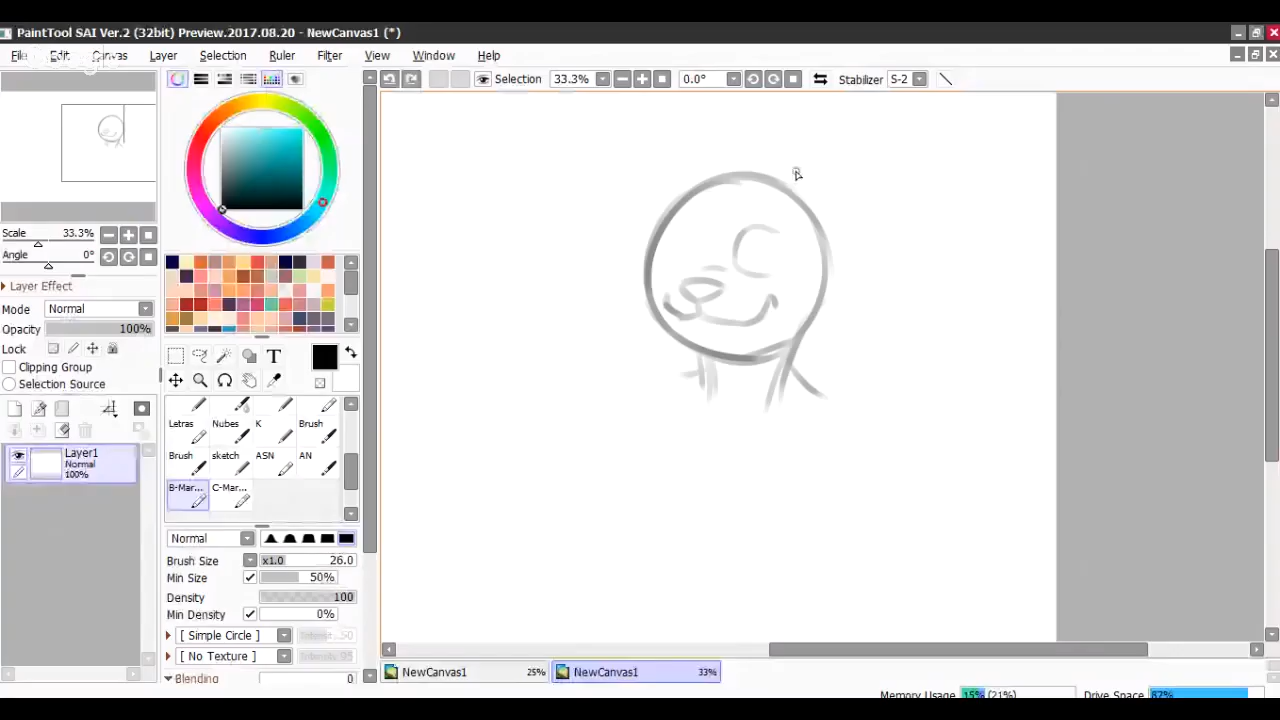 PaintTool SAI Ver.2 (32bit) Preview.2017.08.20 - NewCanvas1 (*)
File Edit Canvas Layer Selection Ruler Filter View Window Help
Selection 33.3% 0.0° Stabilizer S-2
Scale 33.3%
Angle 0°
Layer Effect
Mode Normal
Opacity 100%
Lock
Clipping Group
Selection Source
Layer1
Normal
100%
T
Letras Nubes K Brush
Brush sketch ASN AN
B-Mar... C-Mar...
Normal
Brush Size x1.0 26.0
Min Size 50%
Density 100
Min Density 0%
[ Simple Circle ]
[ No Texture ]
Blending 0
NewCanvas1 25% NewCanvas1 33%
Memory Usage 15% (21%) Drive Space 87%